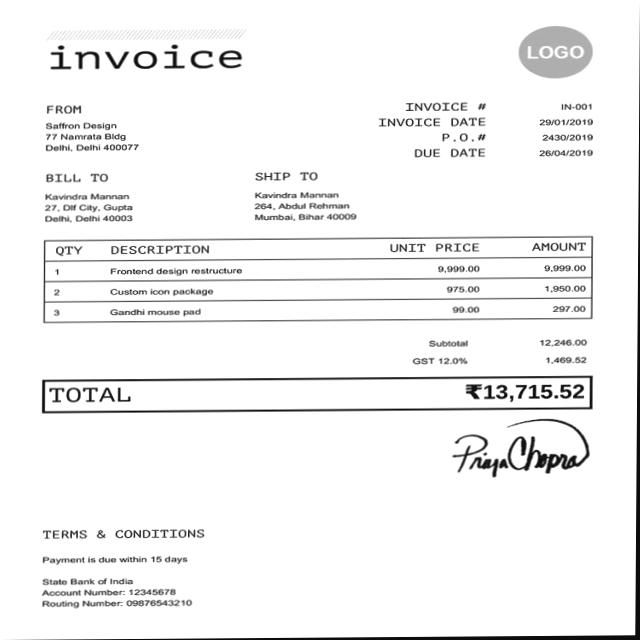 invoice
LOGO
FROM
Saffron Design
77 Namrata Bldg
Delhi, Delhi 400077
INVOICE # IN-001
INVOICE DATE 29/01/2019
P.O.# 2430/2019
DUE DATE 26/04/2019
BILL TO
Kavindra Mannan
27, Dlf City, Gupta
Delhi, Delhi 40003
SHIP TO
Kavindra Mannan
264, Abdul Rehman
Mumbai, Bihar 40009
QTY DESCRIPTION UNIT PRICE AMOUNT
1 Frontend design restructure 9,999.00 9,999.00
2 Custom icon package 975.00 1,950.00
3 Gandhi mouse pad 99.00 297.00
Subtotal 12,246.00
GST 12.0% 1,469.52
TOTAL ₹13,715.52
Priya Chopra
TERMS & CONDITIONS
Payment is due within 15 days
State Bank of India
Account Number: 12345678
Routing Number: 09876543210